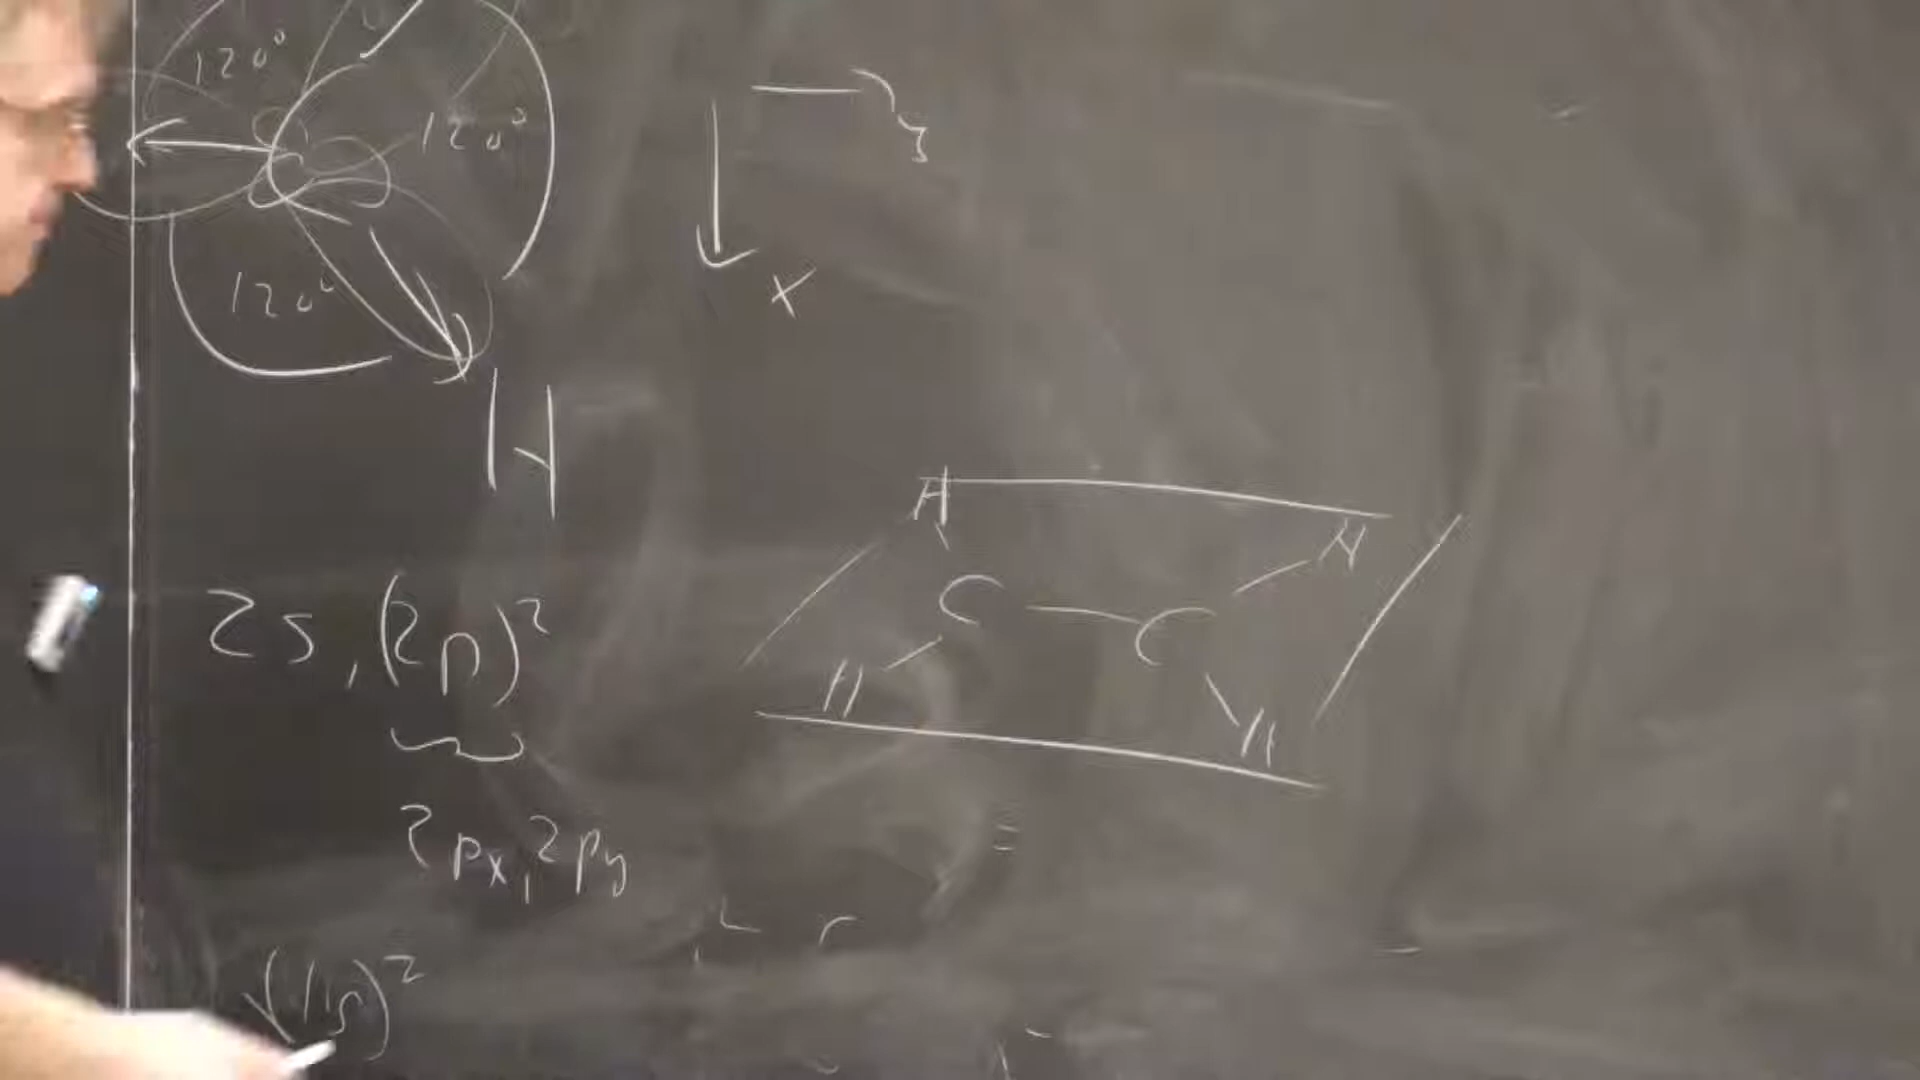 120°
120°
120°
z
x
H
2s, (2p)²
2px, 2py
(1s)²
H
H
C — C
H
H